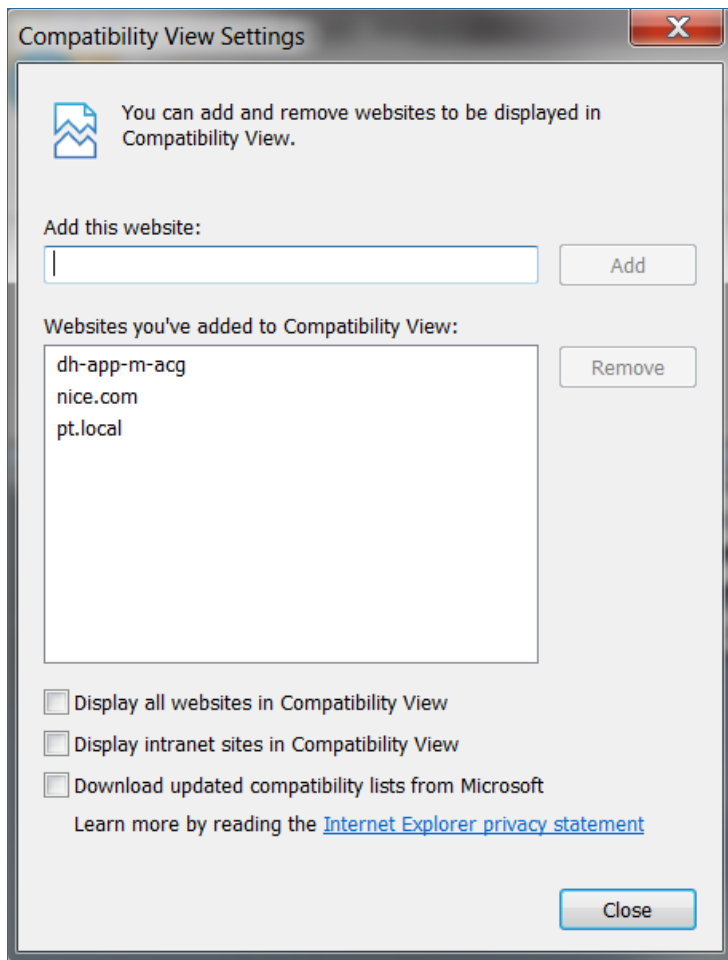 Compatibility View Settings
You can add and remove websites to be displayed in
Compatibility View.
Add this website:
Add
Websites you've added to Compatibility View:
dh-app-m-acg
Remove
nice.com
pt.local
Display all websites in Compatibility View
Display intranet sites in Compatibility View
Download updated compatibility lists from Microsoft
Learn more by reading the Internet Explorer privacy statement
Close